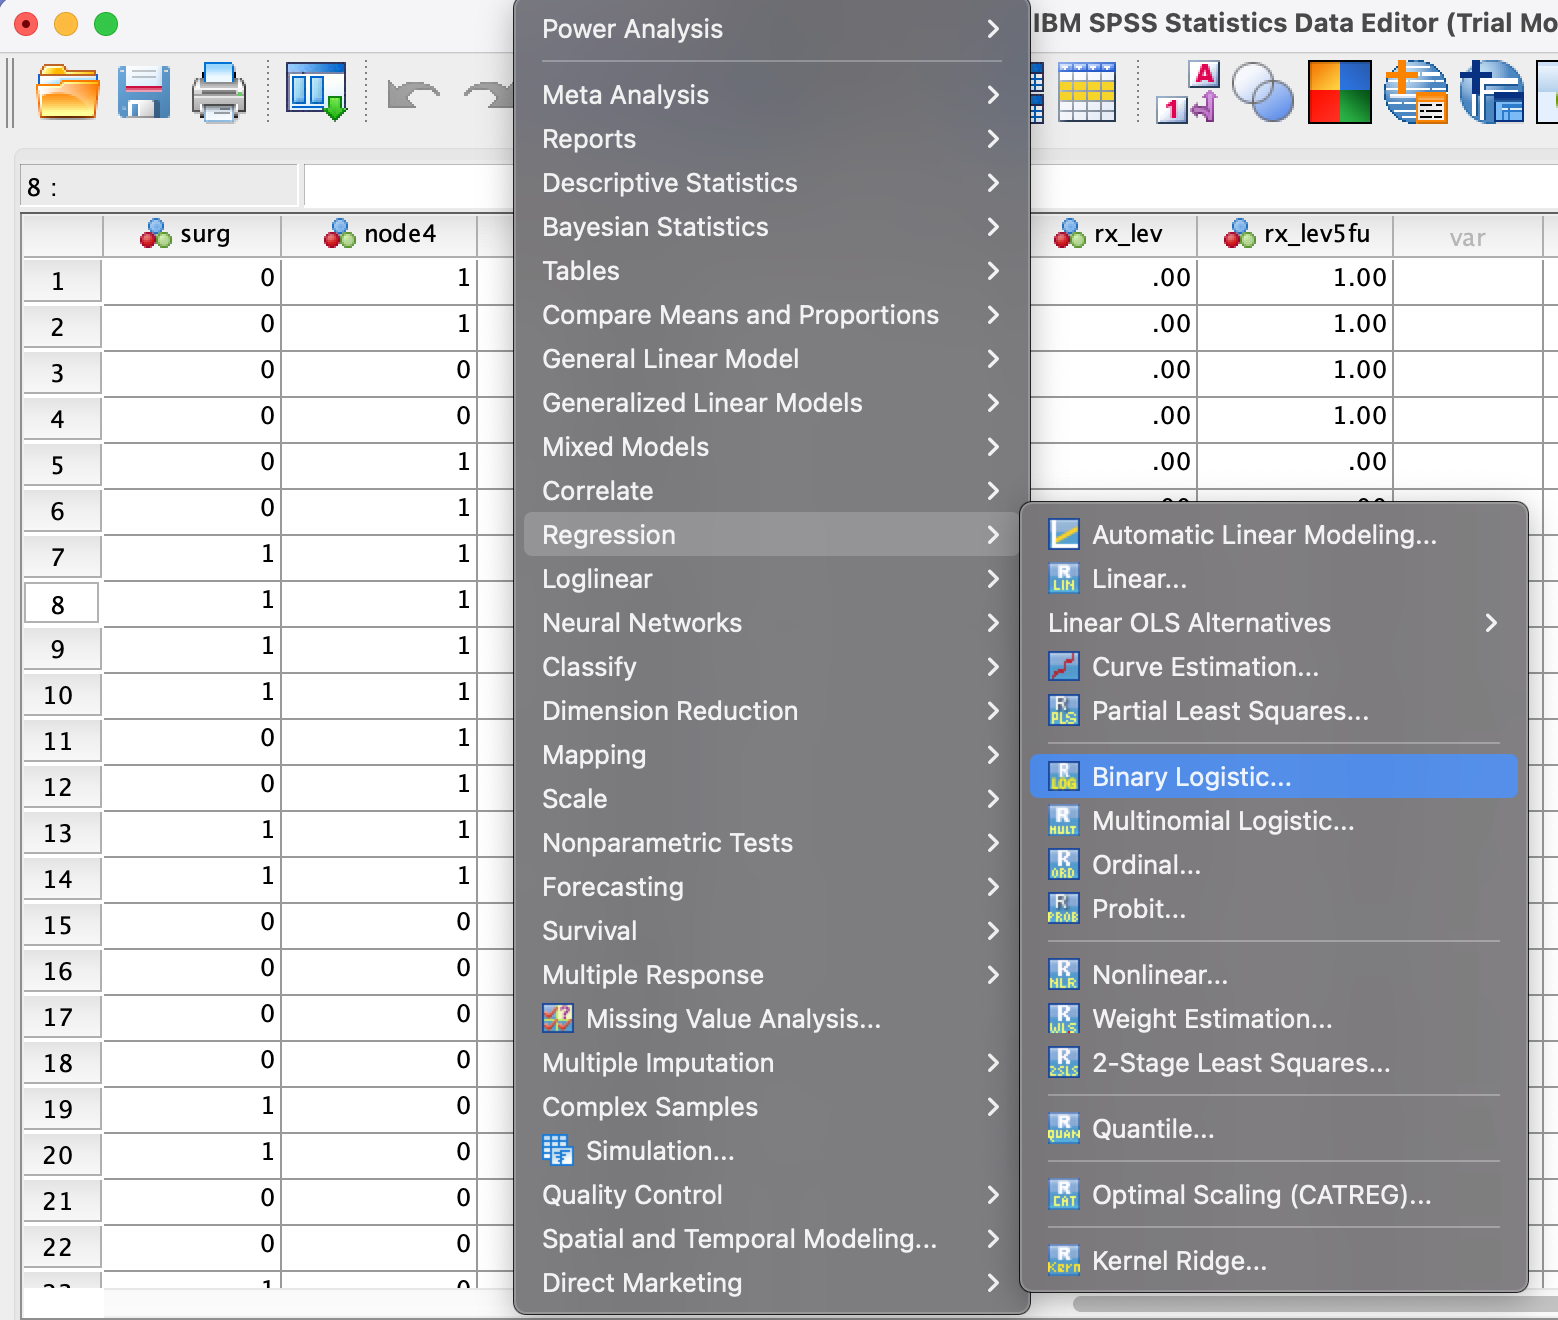 IBM SPSS Statistics Data Editor (Trial Mo
8 :
surg node4 rx_lev rx_lev5fu var
1 0 1 .00 1.00
2 0 1 .00 1.00
3 0 0 .00 1.00
4 0 0 .00 1.00
5 0 1 .00 .00
6 0 1
7 1 1
8 1 1
9 1 1
10 1 1
11 0 1
12 0 1
13 1 1
14 1 1
15 0 0
16 0 0
17 0 0
18 0 0
19 1 0
20 1 0
21 0 0
22 0 0
Power Analysis
Meta Analysis
Reports
Descriptive Statistics
Bayesian Statistics
Tables
Compare Means and Proportions
General Linear Model
Generalized Linear Models
Mixed Models
Correlate
Regression
Loglinear
Neural Networks
Classify
Dimension Reduction
Mapping
Scale
Nonparametric Tests
Forecasting
Survival
Multiple Response
Missing Value Analysis...
Multiple Imputation
Complex Samples
Simulation...
Quality Control
Spatial and Temporal Modeling...
Direct Marketing
Automatic Linear Modeling...
Linear...
Linear OLS Alternatives
Curve Estimation...
Partial Least Squares...
Binary Logistic...
Multinomial Logistic...
Ordinal...
Probit...
Nonlinear...
Weight Estimation...
2-Stage Least Squares...
Quantile...
Optimal Scaling (CATREG)...
Kernel Ridge...